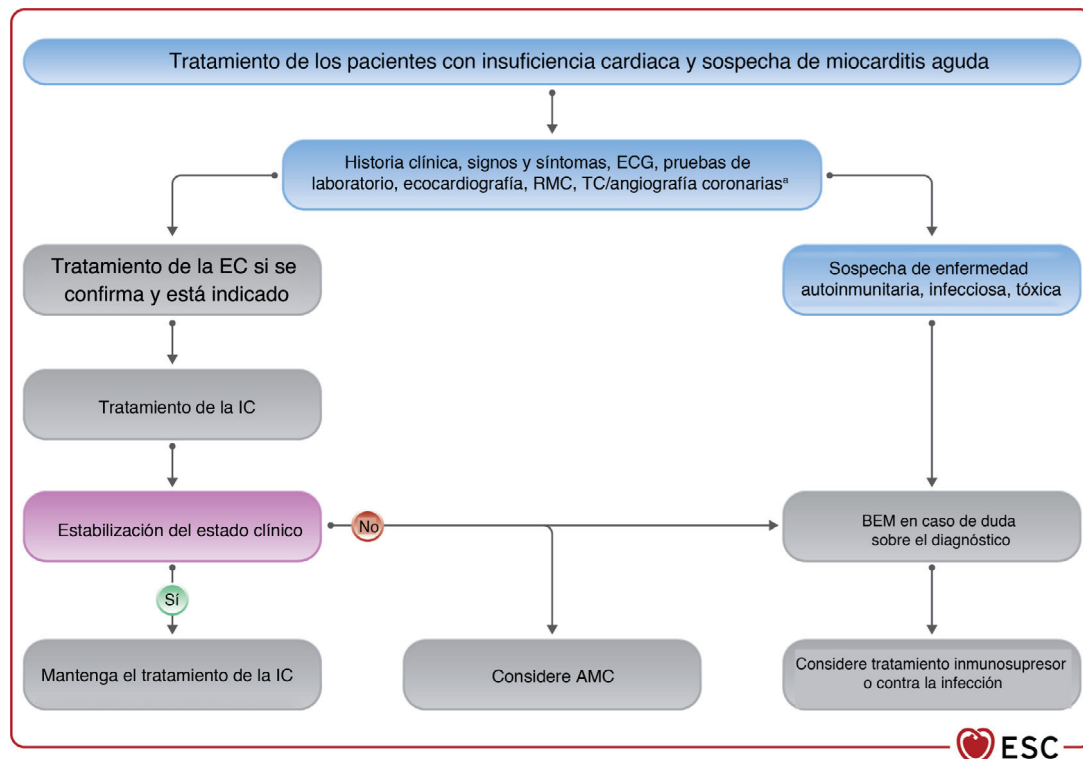 Tratamiento de los pacientes con insuficiencia cardiaca y sospecha de miocarditis aguda
Historia clínica, signos y síntomas, ECG, pruebas de
laboratorio, ecocardiografía, RMC, TC/angiografía coronariasª
Tratamiento de la EC si se
confirma y está indicado
Sospecha de enfermedad
autoinmunitaria, infecciosa, tóxica
Tratamiento de la IC
Estabilización del estado clínico
No
BEM en caso de duda
sobre el diagnóstico
Sí
Mantenga el tratamiento de la IC
Considere AMC
Considere tratamiento inmunosupresor
o contra la infección
ESC